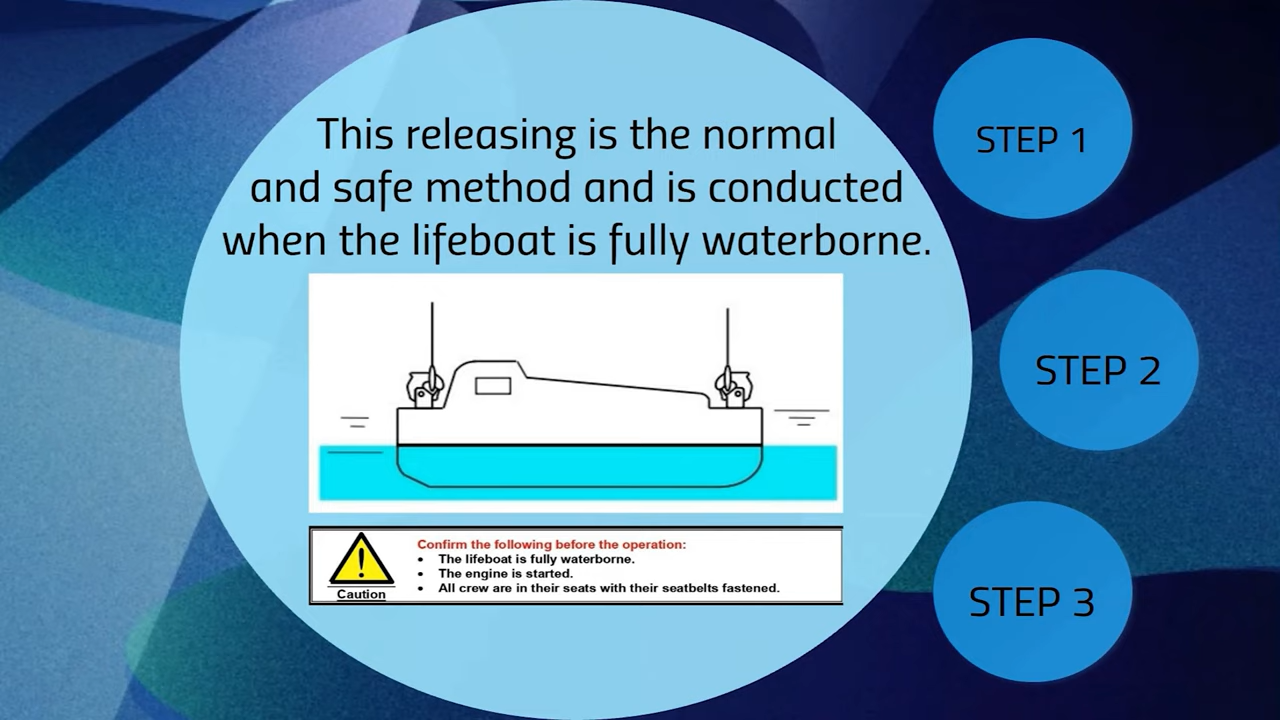 This releasing is the normal
and safe method and is conducted
when the lifeboat is fully waterborne.
Caution
Confirm the following before the operation:
• The lifeboat is fully waterborne.
• The engine is started.
• All crew are in their seats with their seatbelts fastened.
STEP 1
STEP 2
STEP 3